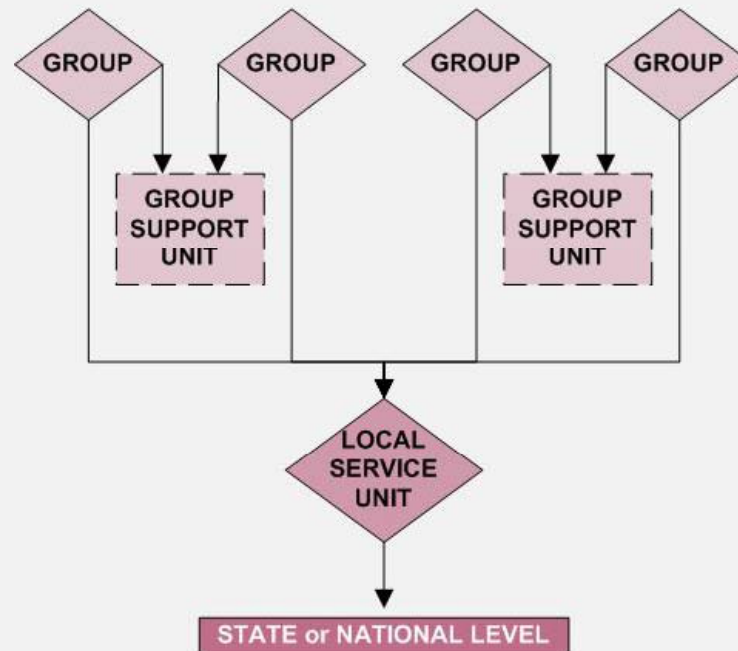 GROUP
GROUP
GROUP
GROUP
GROUP
SUPPORT
UNIT
GROUP
SUPPORT
UNIT
LOCAL
SERVICE
UNIT
STATE or NATIONAL LEVEL